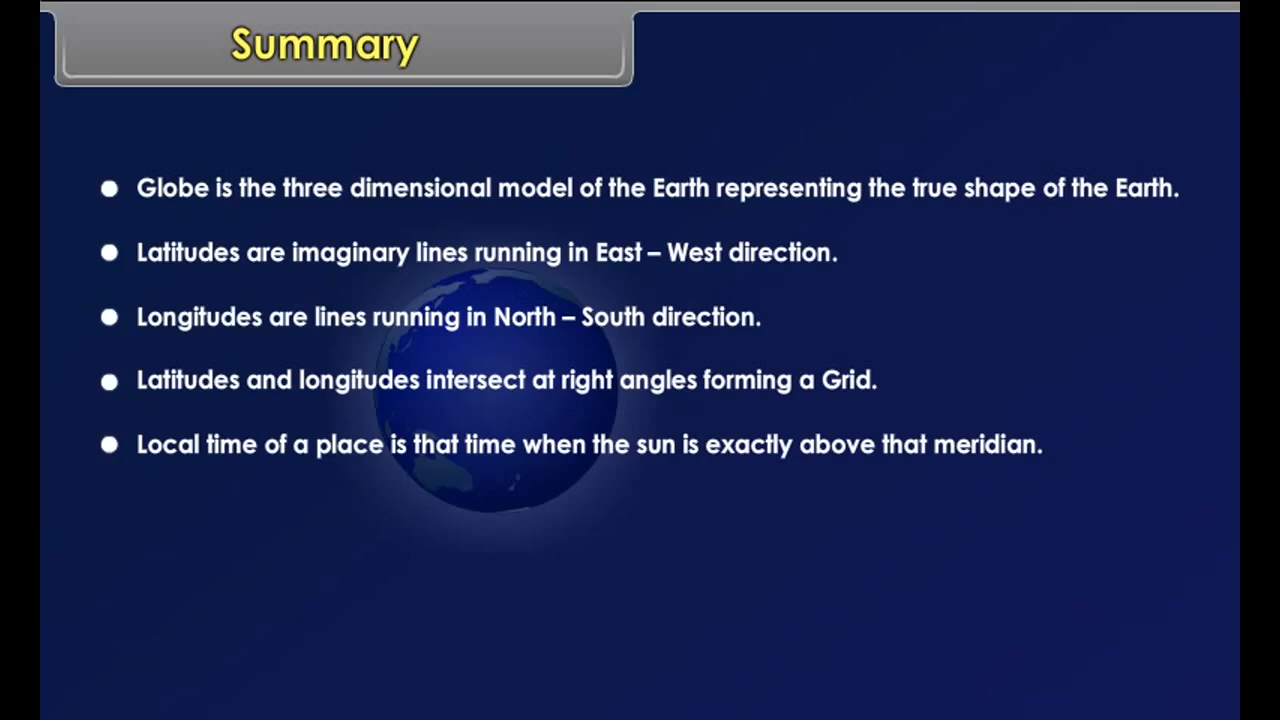 Summary
Globe is the three dimensional model of the Earth representing the true shape of the Earth.
Latitudes are imaginary lines running in East – West direction.
Longitudes are lines running in North – South direction.
Latitudes and longitudes intersect at right angles forming a Grid.
Local time of a place is that time when the sun is exactly above that meridian.